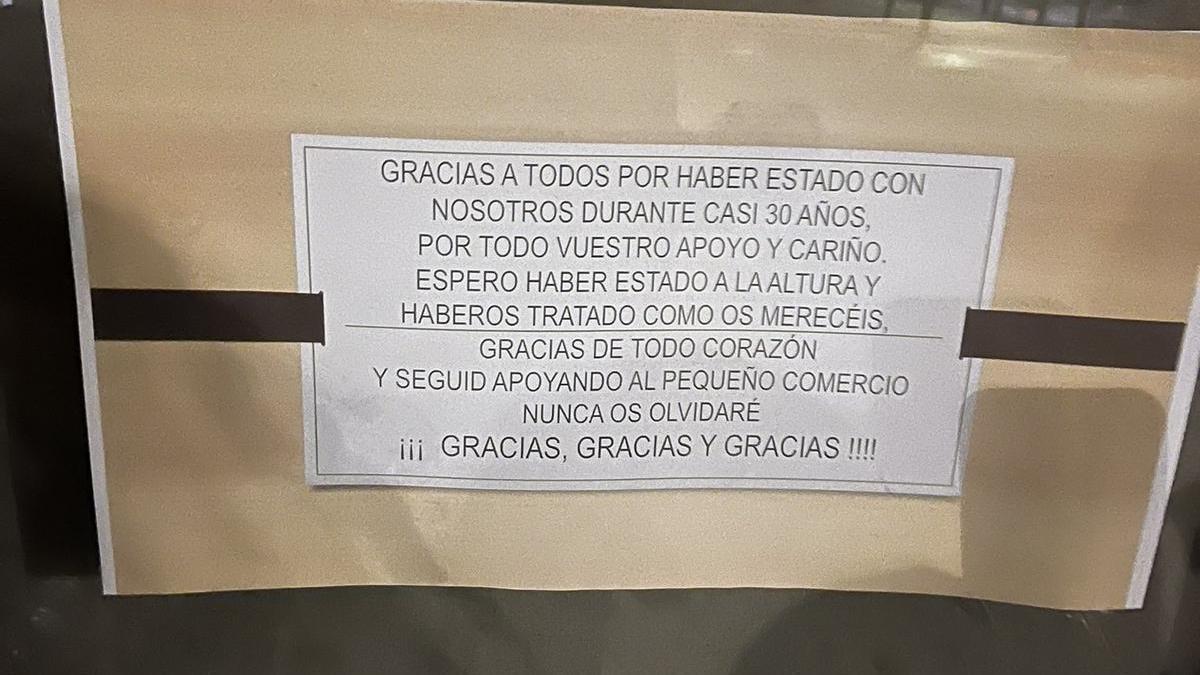 GRACIAS A TODOS POR HABER ESTADO CON
NOSOTROS DURANTE CASI 30 AÑOS,
POR TODO VUESTRO APOYO Y CARIÑO.
ESPERO HABER ESTADO A LA ALTURA Y
HABEROS TRATADO COMO OS MERECÉIS,
GRACIAS DE TODO CORAZÓN
Y SEGUID APOYANDO AL PEQUEÑO COMERCIO
NUNCA OS OLVIDARÉ
¡¡¡ GRACIAS, GRACIAS Y GRACIAS !!!!